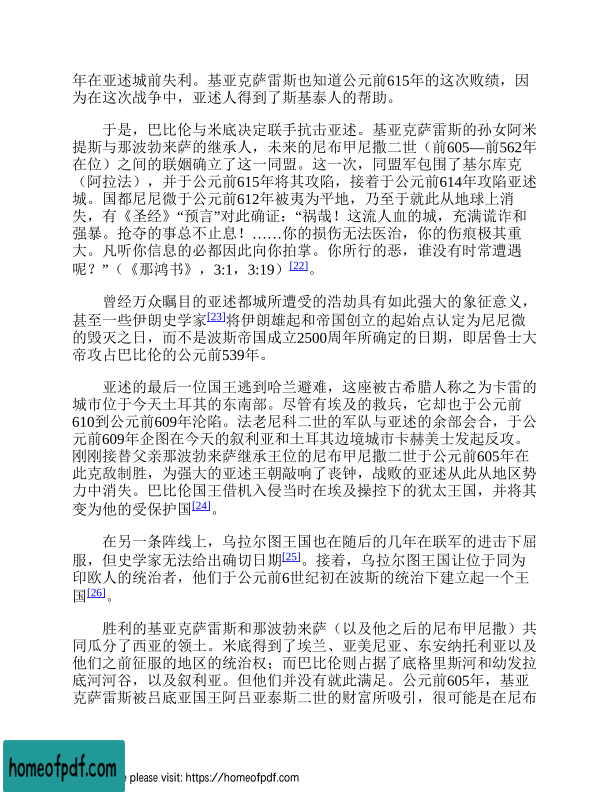 年在亚述城前失利。基亚克萨雷斯也知道公元前615年的这次败绩，因
为在这次战争中，亚述人得到了斯基泰人的帮助。
于是，巴比伦与米底决定联手抗击亚述。基亚克萨雷斯的孙女阿米
提斯与那波勃来萨的继承人，未来的尼布甲尼撒二世（前605—前562年
在位）之间的联姻确立了这一同盟。这一次，同盟军包围了基尔库克
（阿拉法），并于公元前615年将其攻陷，接着于公元前614年攻陷亚述
城。国都尼尼微于公元前612年被夷为平地，乃至于就此从地球上消
失，有《圣经》“预言”对此确证：“祸哉！这流人血的城，充满谎诈和
强暴。抢夺的事总不止息！……你的损伤无法医治，你的伤痕极其重
大。凡听你信息的必都因此向你拍掌。你所行的恶，谁没有时常遭遇
呢？”（《那鸿书》，3:1，3:19）[22]。
曾经万众瞩目的亚述都城所遭受的浩劫具有如此强大的象征意义，
甚至一些伊朗史学家[23]将伊朗雄起和帝国创立的起始点认定为尼尼微
的毁灭之日，而不是波斯帝国成立2500周年所确定的日期，即居鲁士大
帝攻占巴比伦的公元前539年。
亚述的最后一位国王逃到哈兰避难，这座被古希腊人称之为卡雷的
城市位于今天土耳其的东南部。尽管有埃及的救兵，它却也于公元前
610到公元前609年沦陷。法老尼科二世的军队与亚述的余部会合，于公
元前609年企图在今天的叙利亚和土耳其边境城市卡赫美士发起反攻。
刚刚接替父亲那波勃来萨继承王位的尼布甲尼撒二世于公元前605年在
此克敌制胜，为强大的亚述王朝敲响了丧钟，战败的亚述从此从地区势
力中消失。巴比伦国王借机入侵当时在埃及操控下的犹太王国，并将其
变为他的受保护国[24]。
在另一条阵线上，乌拉尔图王国也在随后的几年在联军的进击下屈
服，但史学家无法给出确切日期[25]。接着，乌拉尔图王国让位于同为
印欧人的统治者，他们于公元前6世纪初在波斯的统治下建立起一个王
国[26]。
胜利的基亚克萨雷斯和那波勃来萨（以及他之后的尼布甲尼撒）共
同瓜分了西亚的领土。米底得到了埃兰、亚美尼亚、东安纳托利亚以及
他们之前征服的地区的统治权；而巴比伦则占据了底格里斯河和幼发拉
底河河谷，以及叙利亚。但他们并没有就此满足。公元前605年，基亚
克萨雷斯被吕底亚国王阿吕亚泰斯二世的财富所吸引，很可能是在尼布
homeofpdf.com
e please visit: https://homeofpdf.com